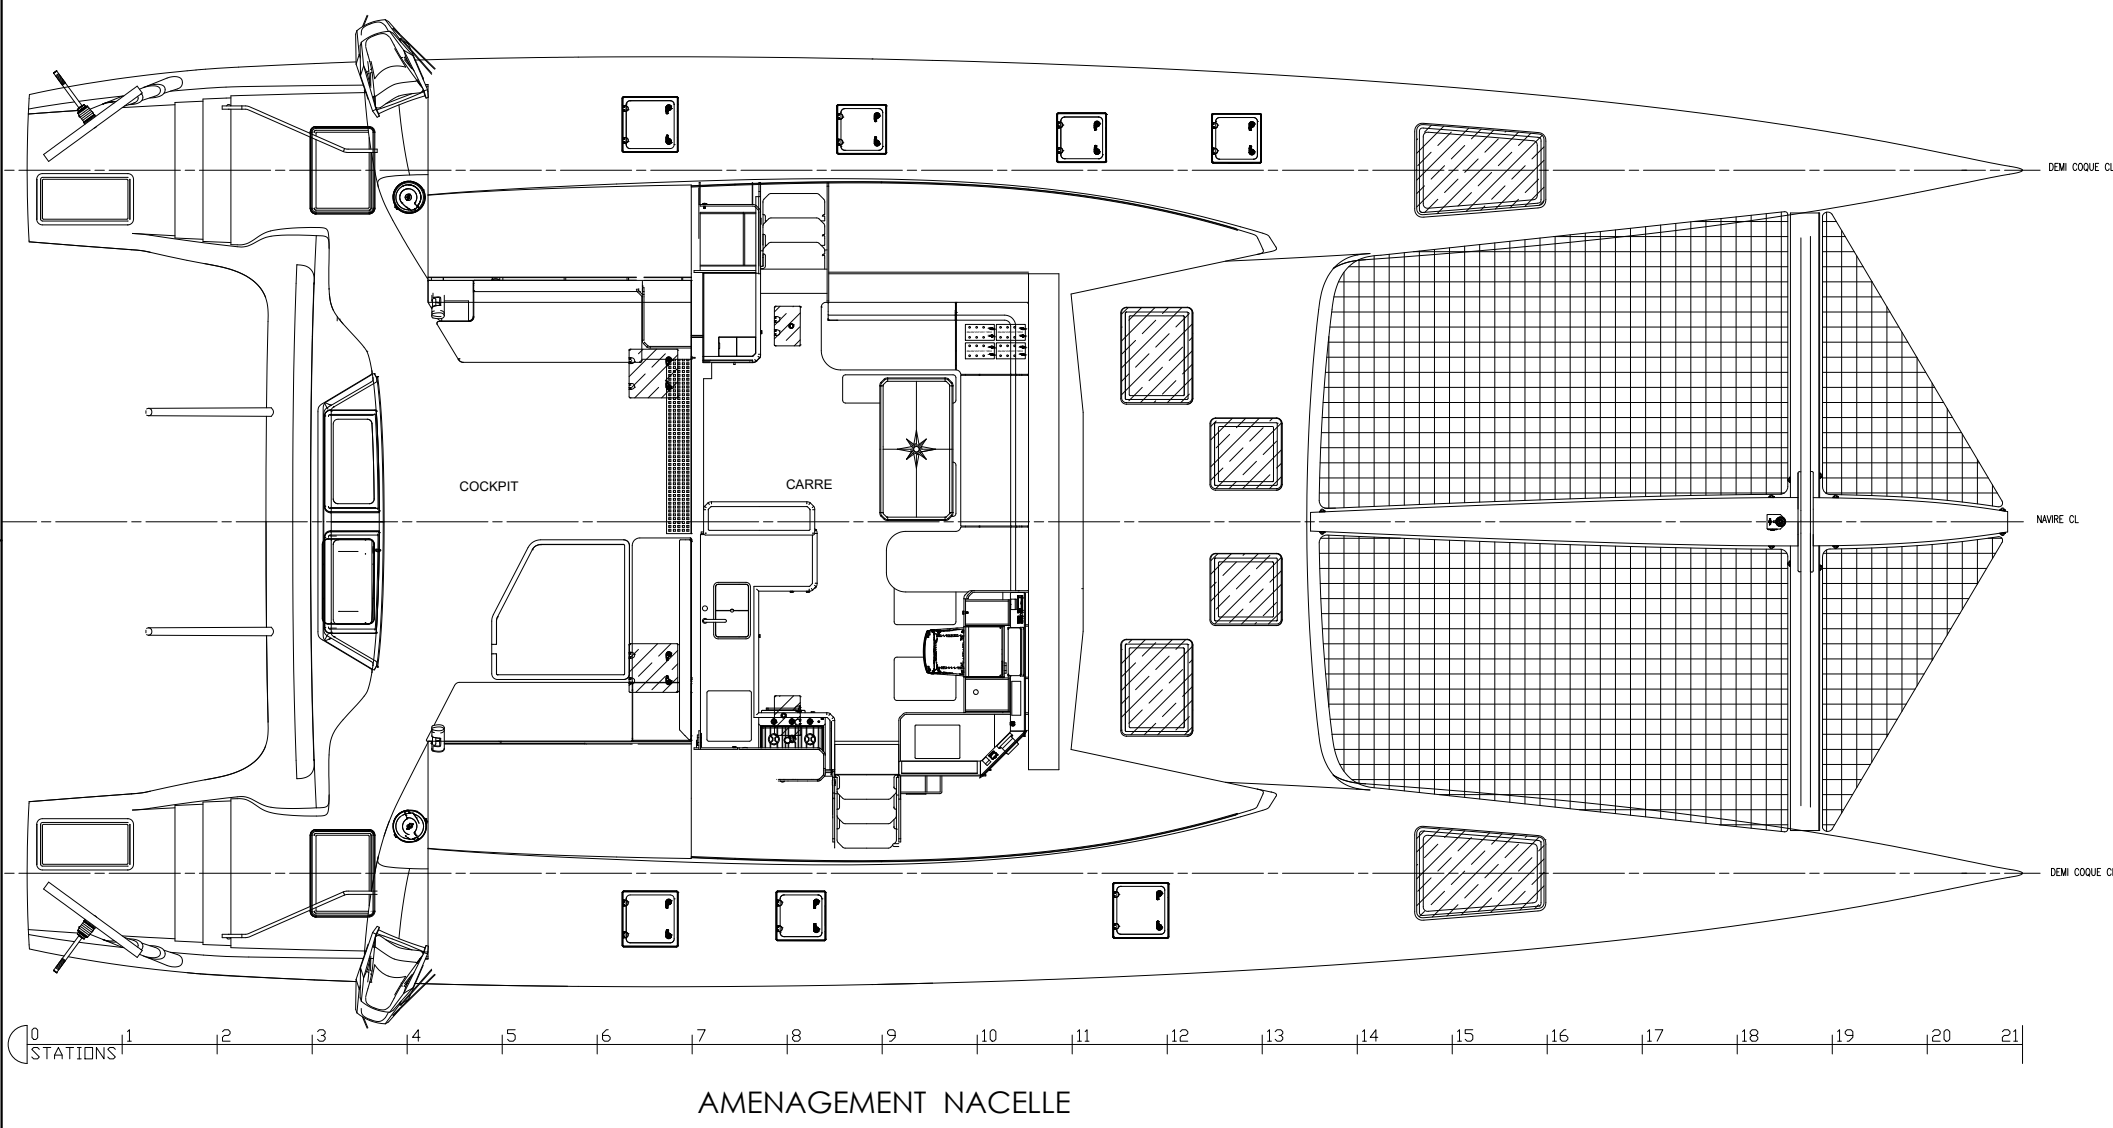 DEMI COQUE CL
COCKPIT
CARRE
NAVIRE CL
DEMI COQUE CL
0 1 2 3 4 5 6 7 8 9 10 11 12 13 14 15 16 17 18 19 20 21
STATIONS
AMENAGEMENT NACELLE